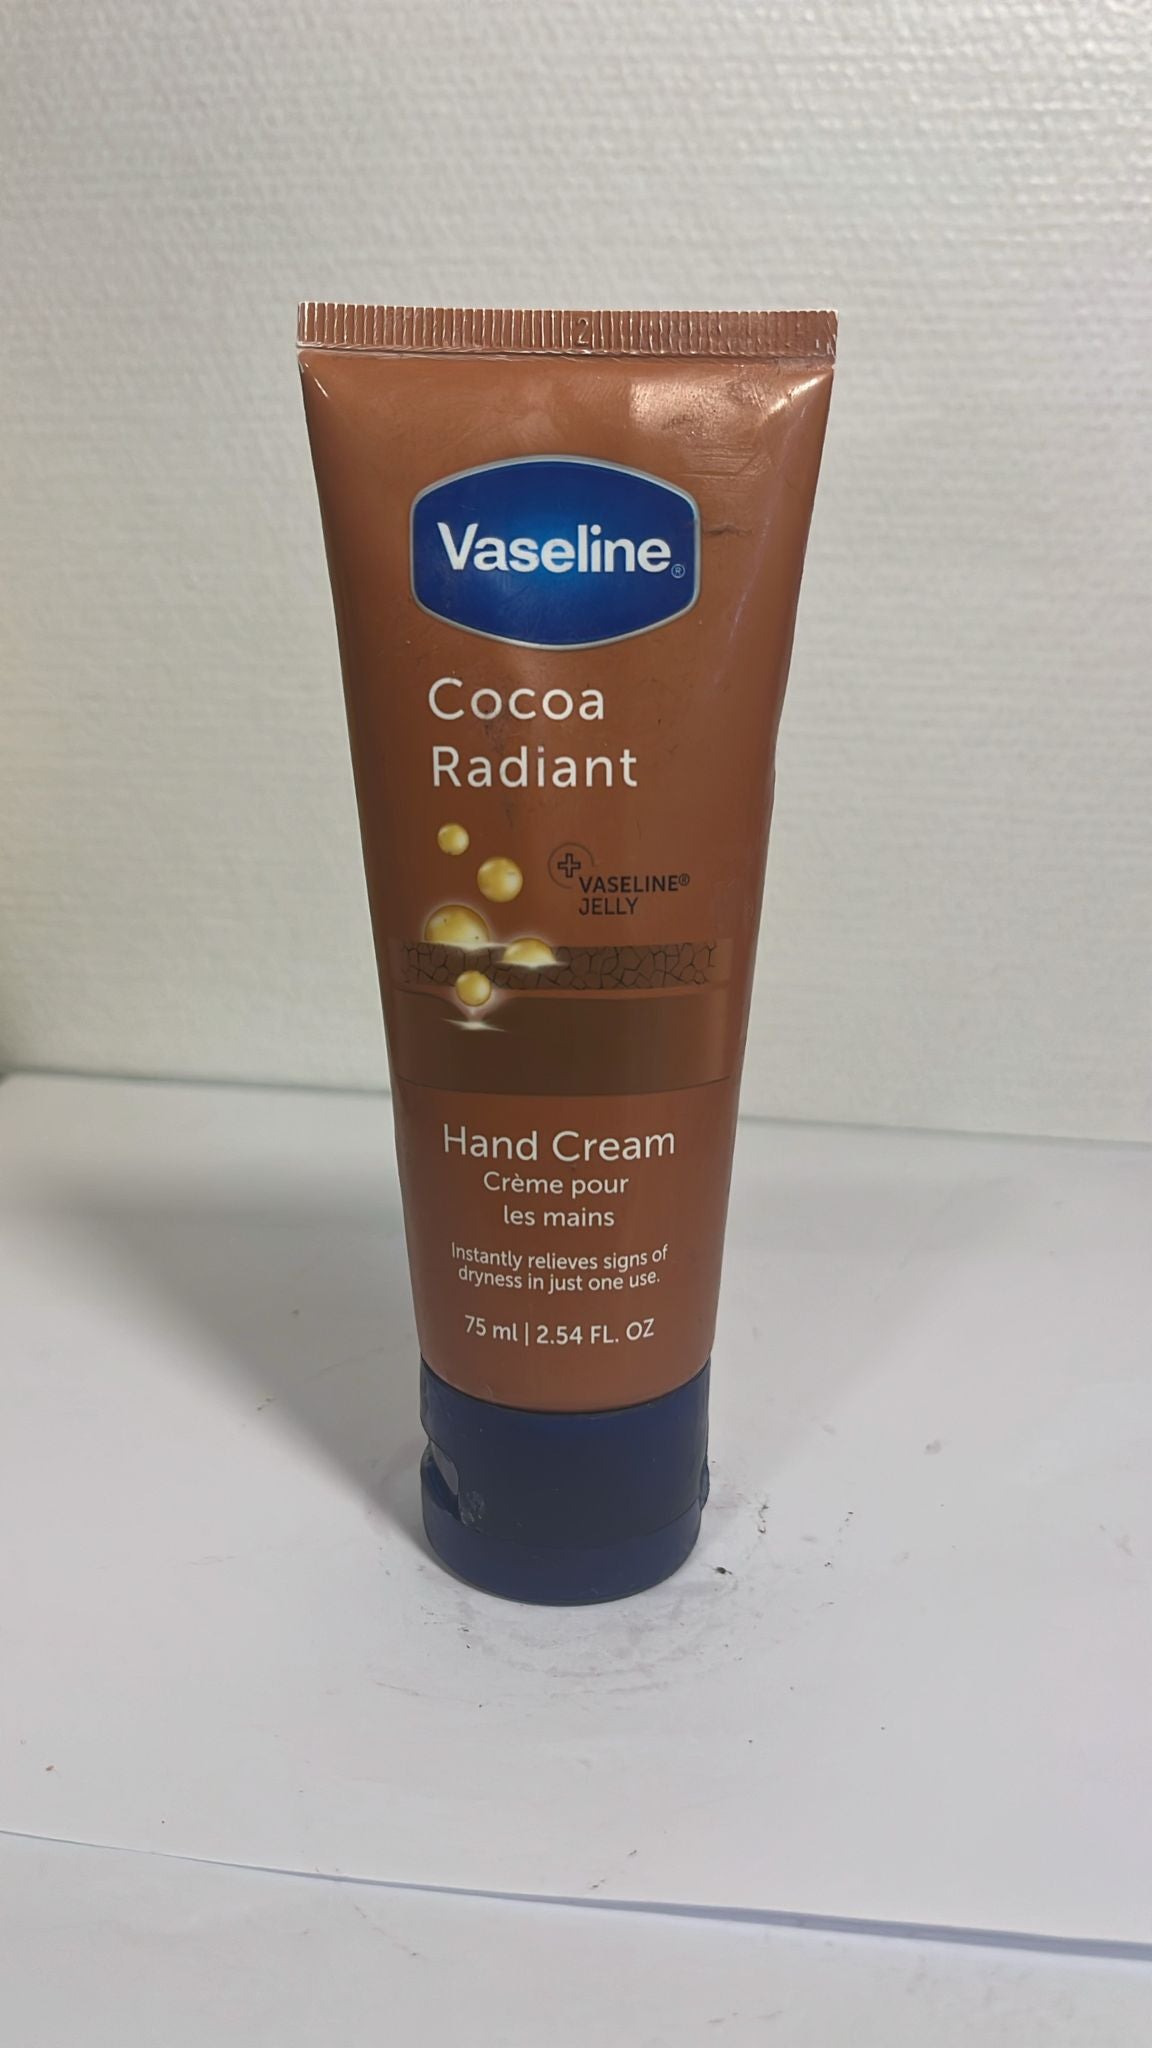 2
Vaseline®
Cocoa
Radiant
VASELINE®
JELLY
Hand Cream
Crème pour
les mains
Instantly relieves signs of
dryness in just one use.
75 ml | 2.54 FL. OZ